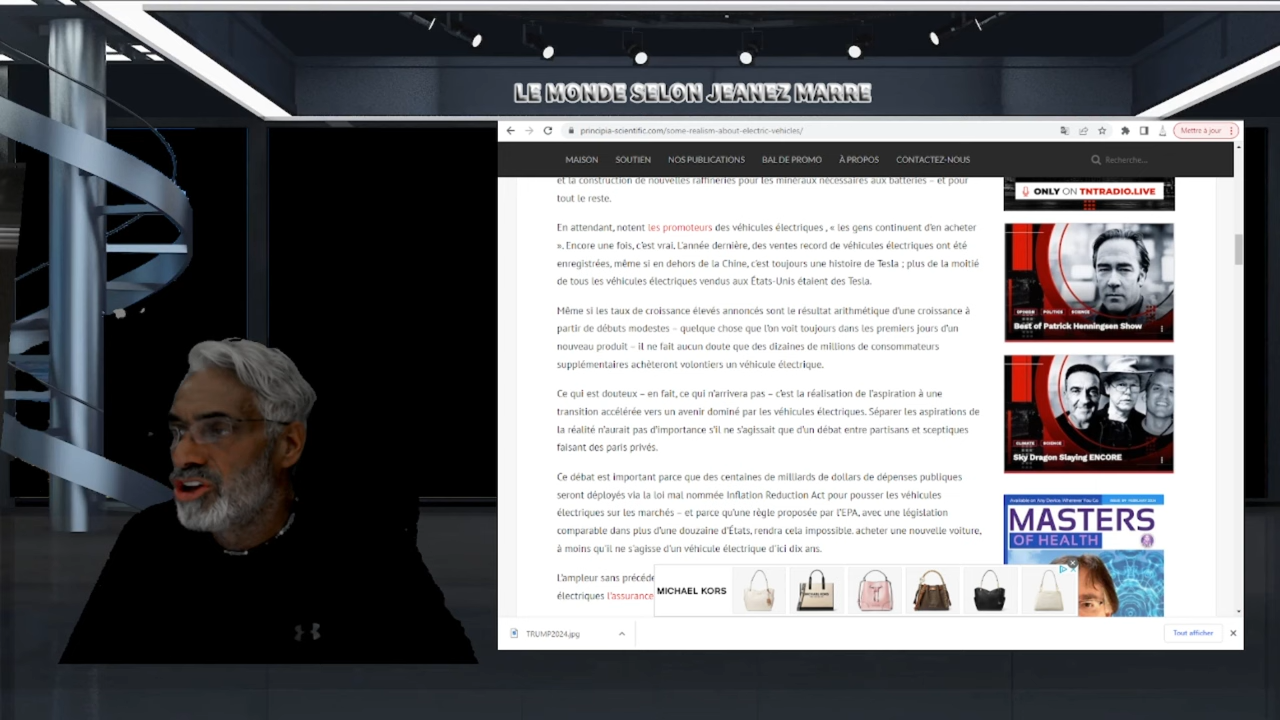 LE MONDE SELON JEANEZ MARRE
principia-scientific.com/some-realism-about-electric-vehicles/
Mettre à jour
MAISON SOUTIEN NOS PUBLICATIONS BAL DE PROMO À PROPOS CONTACTEZ-NOUS Recherche...
et la construction de nouvelles raffineries pour les minéraux nécessaires aux batteries – et pour
tout le reste.
En attendant, notent les promoteurs des véhicules électriques , « les gens continuent d'en acheter
». Encore une fois, c'est vrai. L'année dernière, des ventes record de véhicules électriques ont été
enregistrées, même si en dehors de la Chine, c'est toujours une histoire de Tesla ; plus de la moitié
de tous les véhicules électriques vendus aux États-Unis étaient des Tesla.
Même si les taux de croissance élevés annoncés sont le résultat arithmétique d'une croissance à
partir de débuts modestes – quelque chose que l'on voit toujours dans les premiers jours d'un
nouveau produit – il ne fait aucun doute que des dizaines de millions de consommateurs
supplémentaires achèteront volontiers un véhicule électrique.
Ce qui est douteux – en fait, ce qui n'arrivera pas – c'est la réalisation de l'aspiration à une
transition accélérée vers un avenir dominé par les véhicules électriques. Séparer les aspirations de
la réalité n'aurait pas d'importance s'il ne s'agissait que d'un débat entre partisans et sceptiques
faisant des paris privés.
Ce débat est important parce que des centaines de milliards de dollars de dépenses publiques
seront déployés via la loi mal nommée Inflation Reduction Act pour pousser les véhicules
électriques sur les marchés – et parce qu'une règle proposée par l'EPA, avec une législation
comparable dans plus d'une douzaine d'États, rendra cela impossible. acheter une nouvelle voiture,
à moins qu'il ne s'agisse d'un véhicule électrique d'ici dix ans.
L'ampleur sans précéde
électriques l'assurance
ONLY ON TNTRADIO.LIVE
OPINION POLITICS SCIENCE
Best of Patrick Henningsen Show
CLIMATE SCIENCE
Sky Dragon Slaying ENCORE
MASTERS
OF HEALTH
MICHAEL KORS
TRUMP2024.jpg
Tout afficher